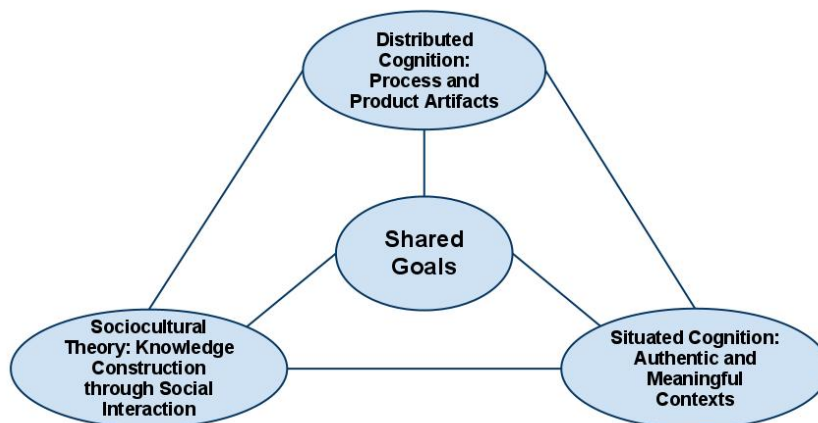 Distributed
Cognition:
Process and
Product Artifacts
Shared
Goals
Sociocultural
Theory: Knowledge
Construction
through Social
Interaction
Situated Cognition:
Authentic and
Meaningful
Contexts